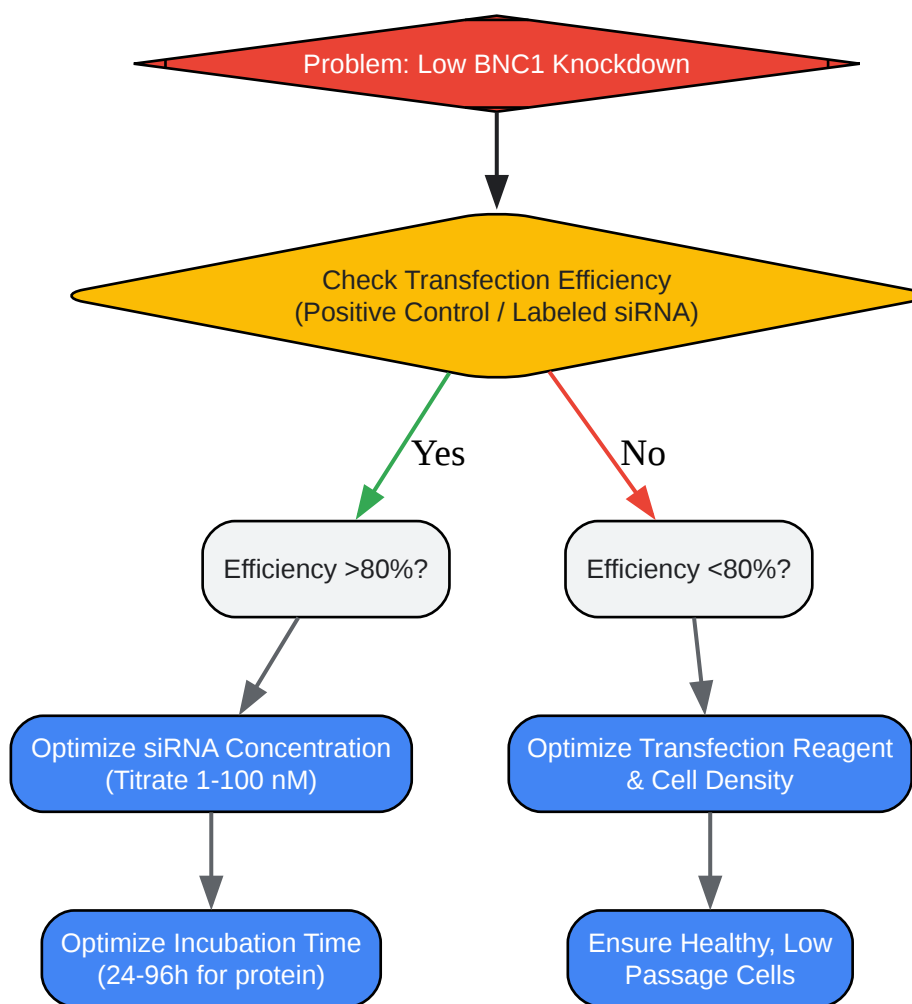 Problem: Low BNC1 Knockdown
Check Transfection Efficiency
(Positive Control / Labeled siRNA)
Yes
No
Efficiency >80%?
Efficiency <80%?
Optimize siRNA Concentration
(Titrate 1-100 nM)
Optimize Transfection Reagent
& Cell Density
Optimize Incubation Time
(24-96h for protein)
Ensure Healthy, Low
Passage Cells